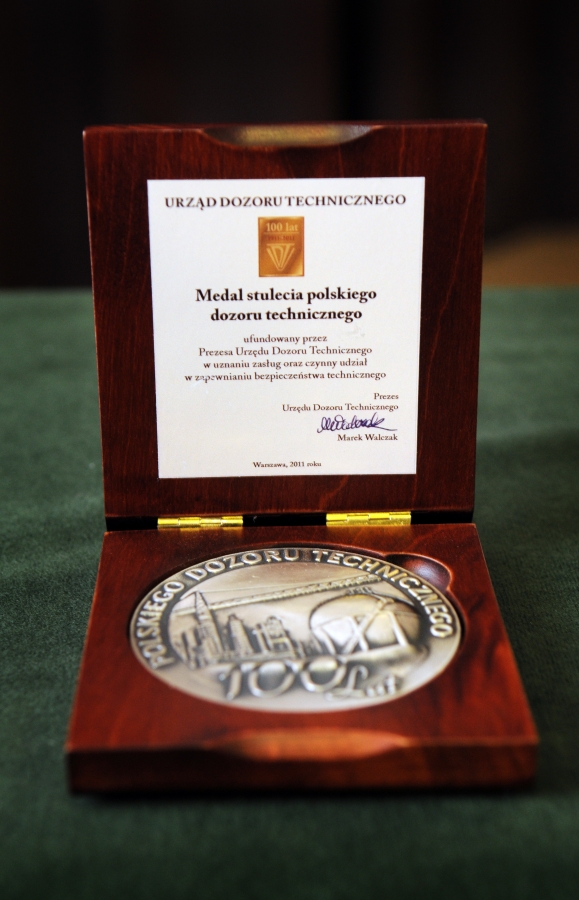 URZĄD DOZORU TECHNICZNEGO
100 lat
Medal stulecia polskiego
dozoru technicznego
ufundowany przez
Prezesa Urzędu Dozoru Technicznego
w uznaniu zasług oraz czynny udział
w zapewnianiu bezpieczeństwa technicznego
Prezes
Urzędu Dozoru Technicznego
Marek Walczak
Warszawa, 2011 roku
POLSKIEGO DOZORU TECHNICZNEGO
100 Lat